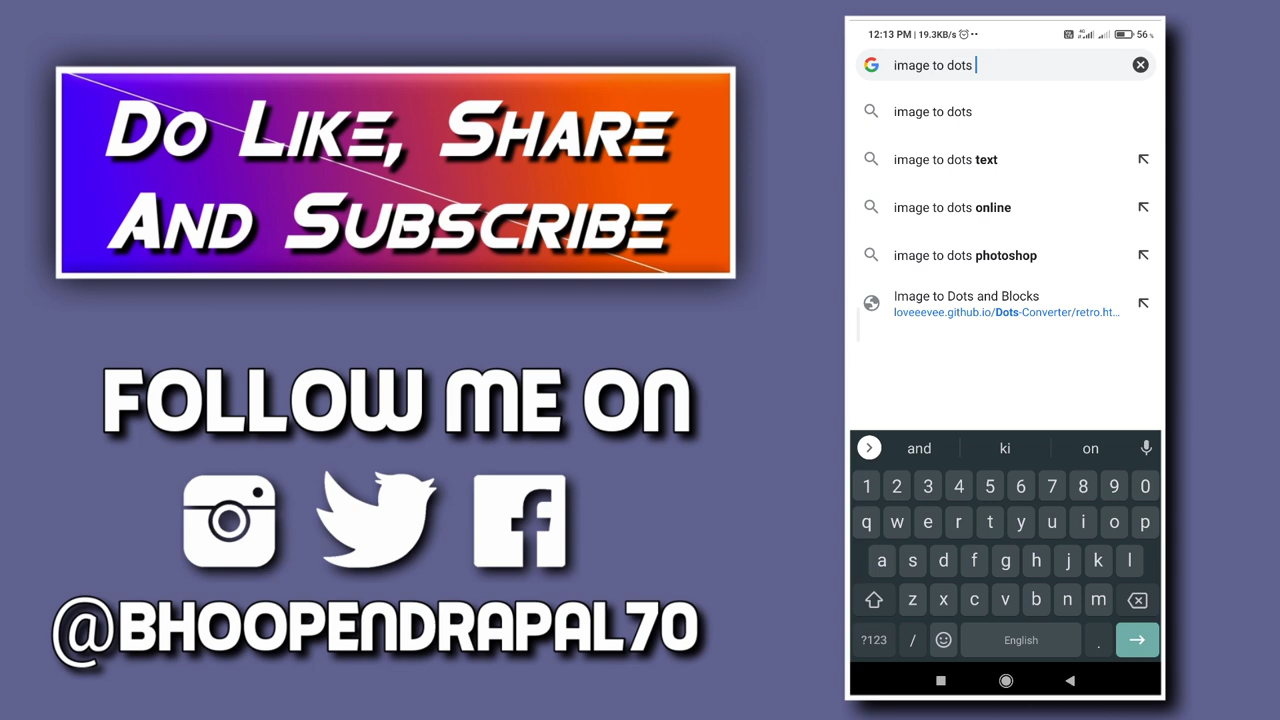 Do Like, Share
And Subscribe
FOLLOW ME ON
@BHOOPENDRAPAL70
12:13 PM | 19.3KB/s
4G
56%
image to dots
image to dots
image to dots text
image to dots online
image to dots photoshop
Image to Dots and Blocks
loveeevee.github.io/Dots-Converter/retro.ht...
and ki on
1 2 3 4 5 6 7 8 9 0
q w e r t y u i o p
a s d f g h j k l
z x c v b n m
?123 / English .